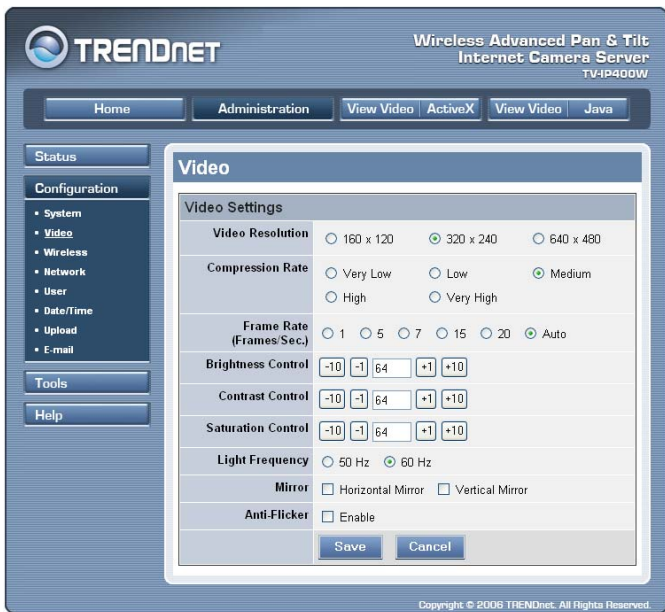 TRENDNET
Wireless Advanced Pan & Tilt
Internet Camera Server
TV-IP400W
Home Administration View Video ActiveX View Video Java
Status
Configuration
System
Video
Wireless
Network
User
Date/Time
Upload
E-mail
Tools
Help
Video
Video Settings
Video Resolution 160 x 120 320 x 240 640 x 480
Compression Rate Very Low Low Medium
High Very High
Frame Rate
(Frames/Sec.) 1 5 7 15 20 Auto
Brightness Control -10 -1 64 +1 +10
Contrast Control -10 -1 64 +1 +10
Saturation Control -10 -1 64 +1 +10
Light Frequency 50 Hz 60 Hz
Mirror Horizontal Mirror Vertical Mirror
Anti-Flicker Enable
Save Cancel
Copyright © 2006 TRENDnet. All Rights Reserved.